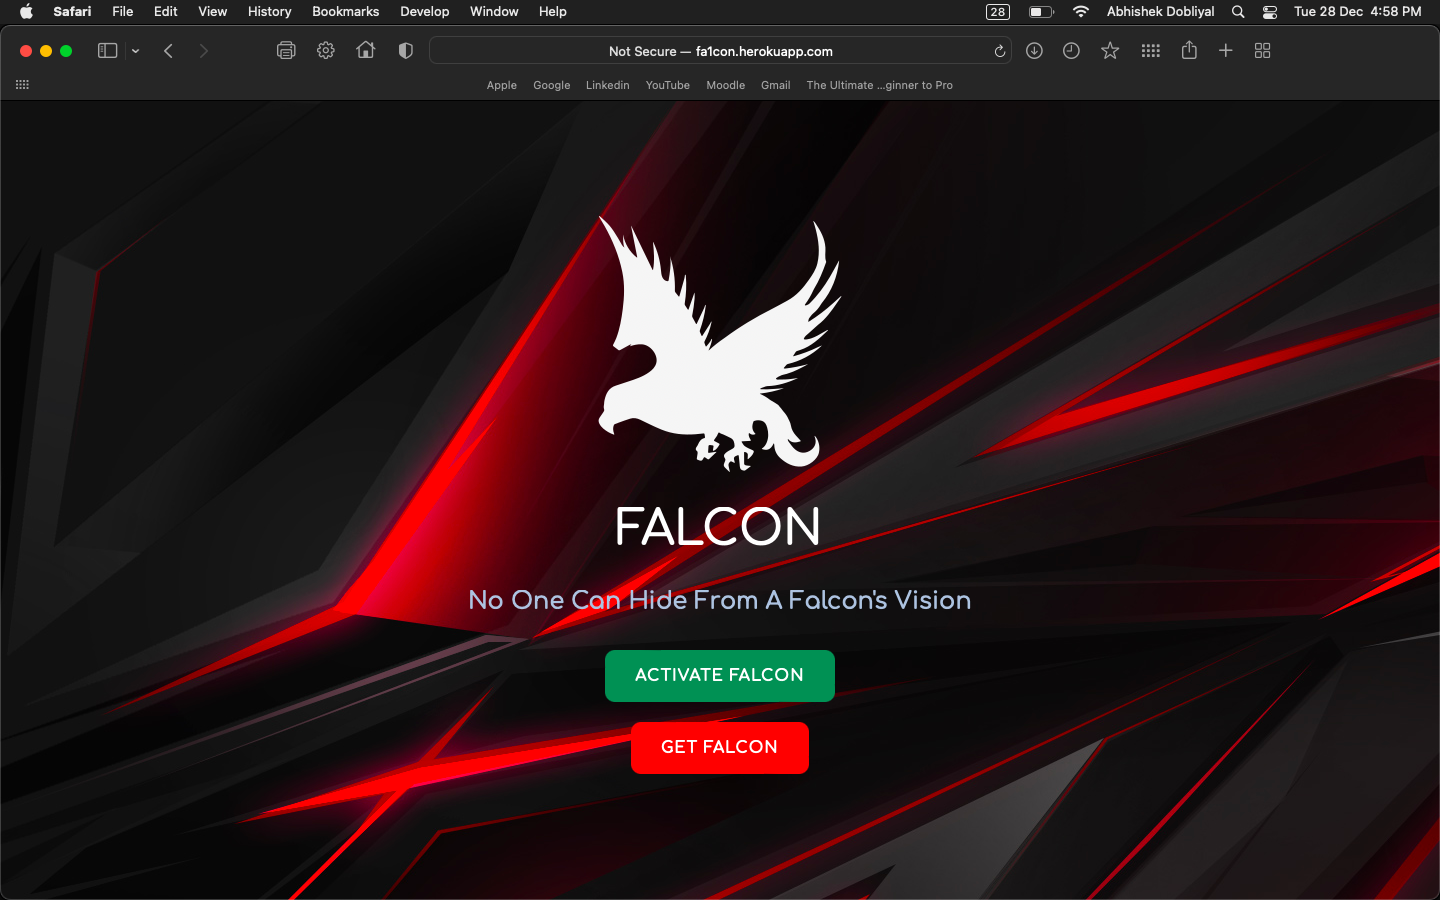 Safari File Edit View History Bookmarks Develop Window Help 28 Abhishek Dobliyal Tue 28 Dec 4:58 PM
Not Secure — fa1con.herokuapp.com
Apple Google Linkedin YouTube Moodle Gmail The Ultimate ...ginner to Pro
FALCON
No One Can Hide From A Falcon's Vision
ACTIVATE FALCON
GET FALCON